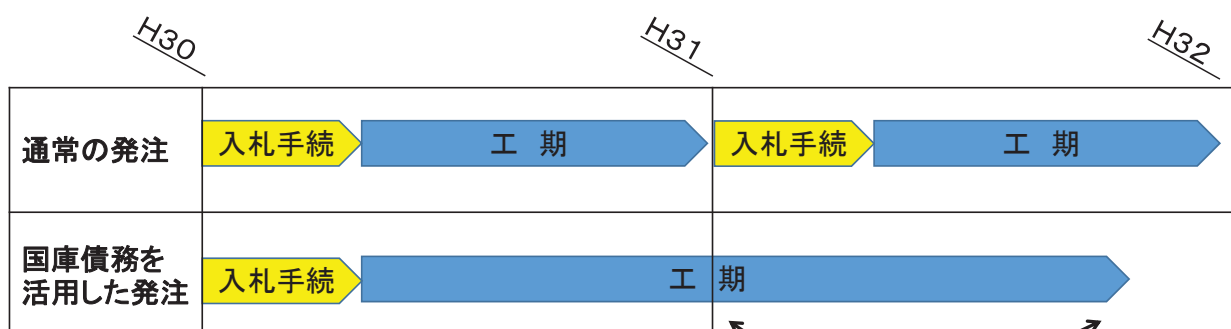 H30
H31
H32
通常の発注
入札手続
工 期
入札手続
工 期
国庫債務を
活用した発注
入札手続
工 期